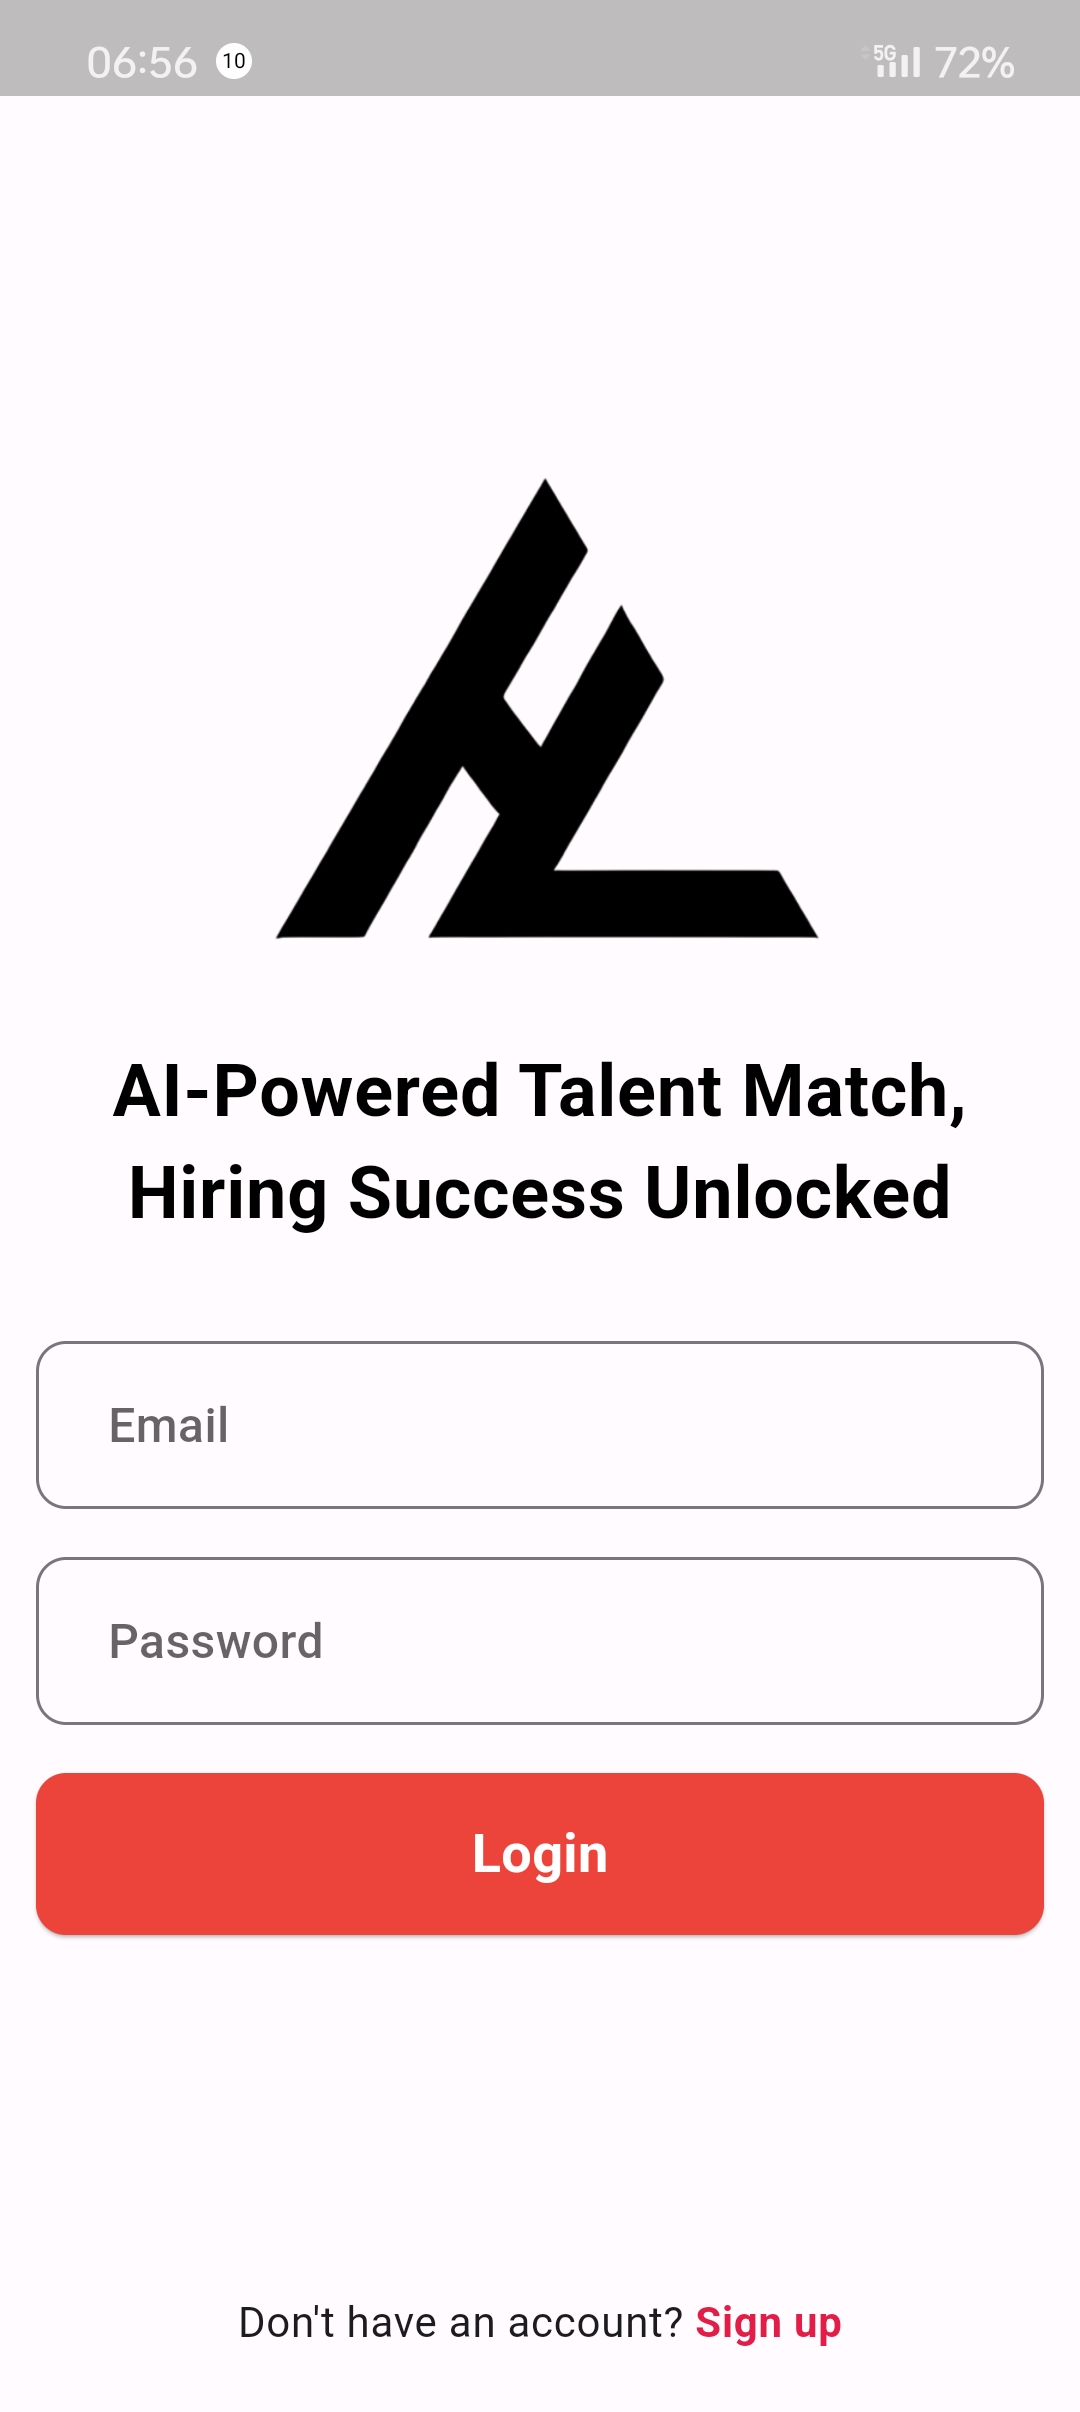 06:56 10 5G 72%
AI-Powered Talent Match,
Hiring Success Unlocked
Email
Password
Login
Don't have an account? Sign up